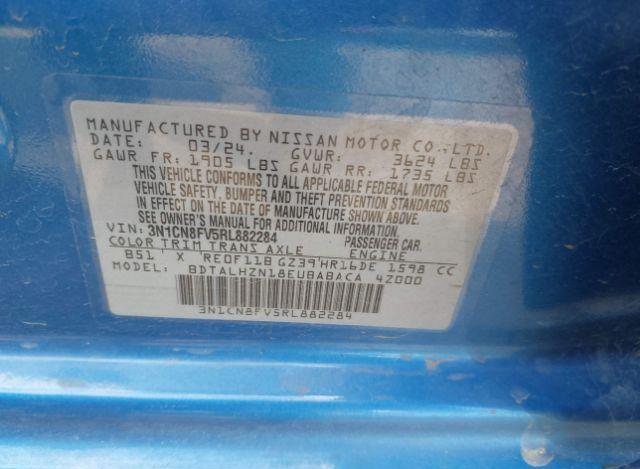 MANUFACTURED BY NISSAN MOTOR CO.,LTD.
DATE: 03/24. GVWR: 3624 LBS
GAWR FR: 1905 LBS GAWR RR: 1735 LBS
THIS VEHICLE CONFORMS TO ALL APPLICABLE FEDERAL MOTOR
VEHICLE SAFETY, BUMPER AND THEFT PREVENTION STANDARDS
IN EFFECT ON THE DATE OF MANUFACTURE SHOWN ABOVE.
SEE OWNER'S MANUAL FOR ADDITIONAL INFORMATION.
VIN: 3N1CN8FV5RL882284 PASSENGER CAR.
COLOR TRIM TRANS AXLE ENGINE
B51 X RE0F11B GZ39 HR16DE 1598 CC
MODEL: BDTALHZN18EUBABACA 4Z000
3N1CN8FV5RL882284